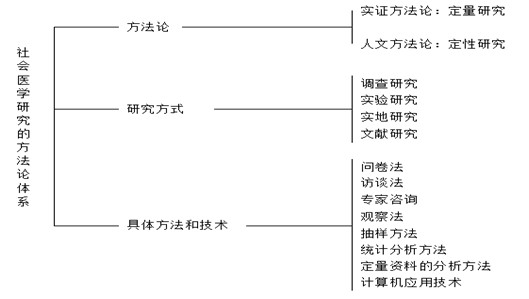 社会医学研究的方法论体系
方法论
实证方法论：定量研究
人文方法论：定性研究
研究方式
调查研究
实验研究
实地研究
文献研究
具体方法和技术
问卷法
访谈法
专家咨询
观察法
抽样方法
统计分析方法
定量资料的分析方法
计算机应用技术